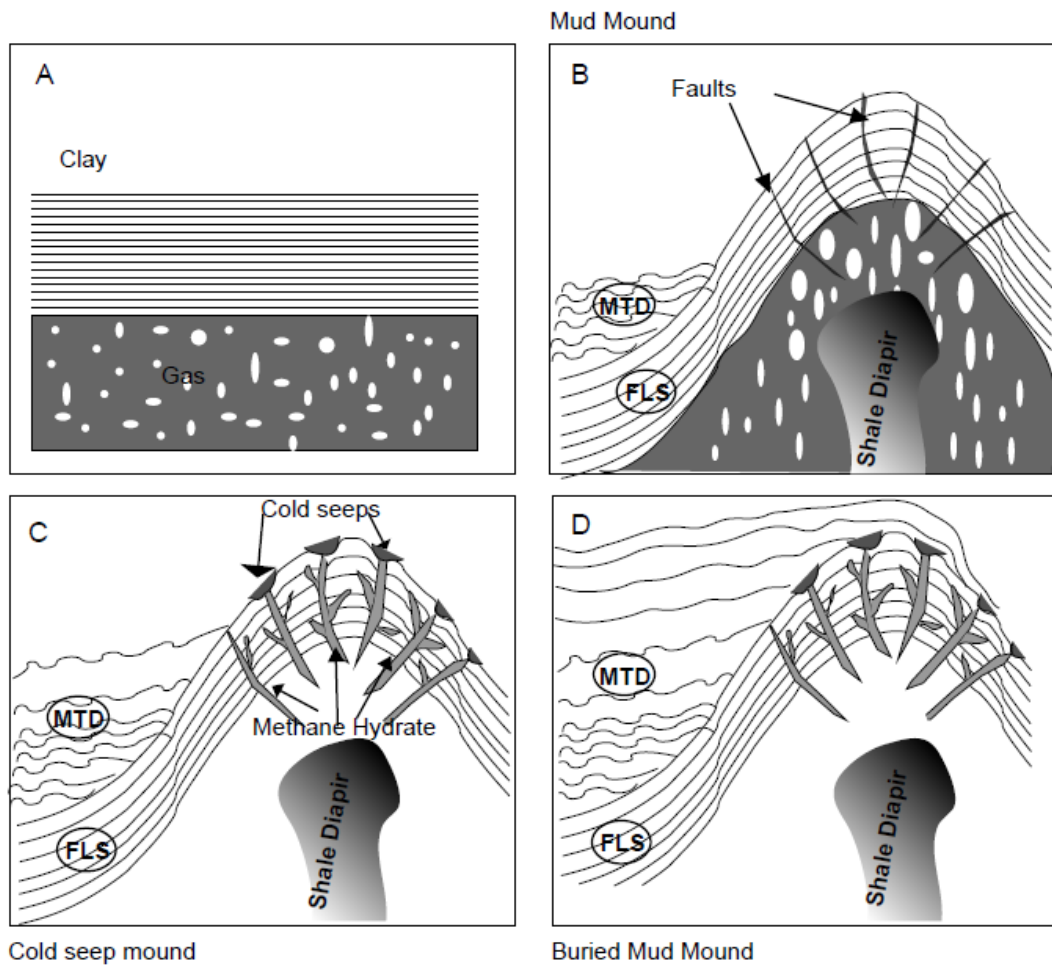 Mud Mound
A
Clay
Gas
B
Faults
MTD
FLS
Shale Diapir
C
Cold seeps
MTD
Methane Hydrate
FLS
Shale Diapir
D
MTD
FLS
Shale Diapir
Cold seep mound
Buried Mud Mound